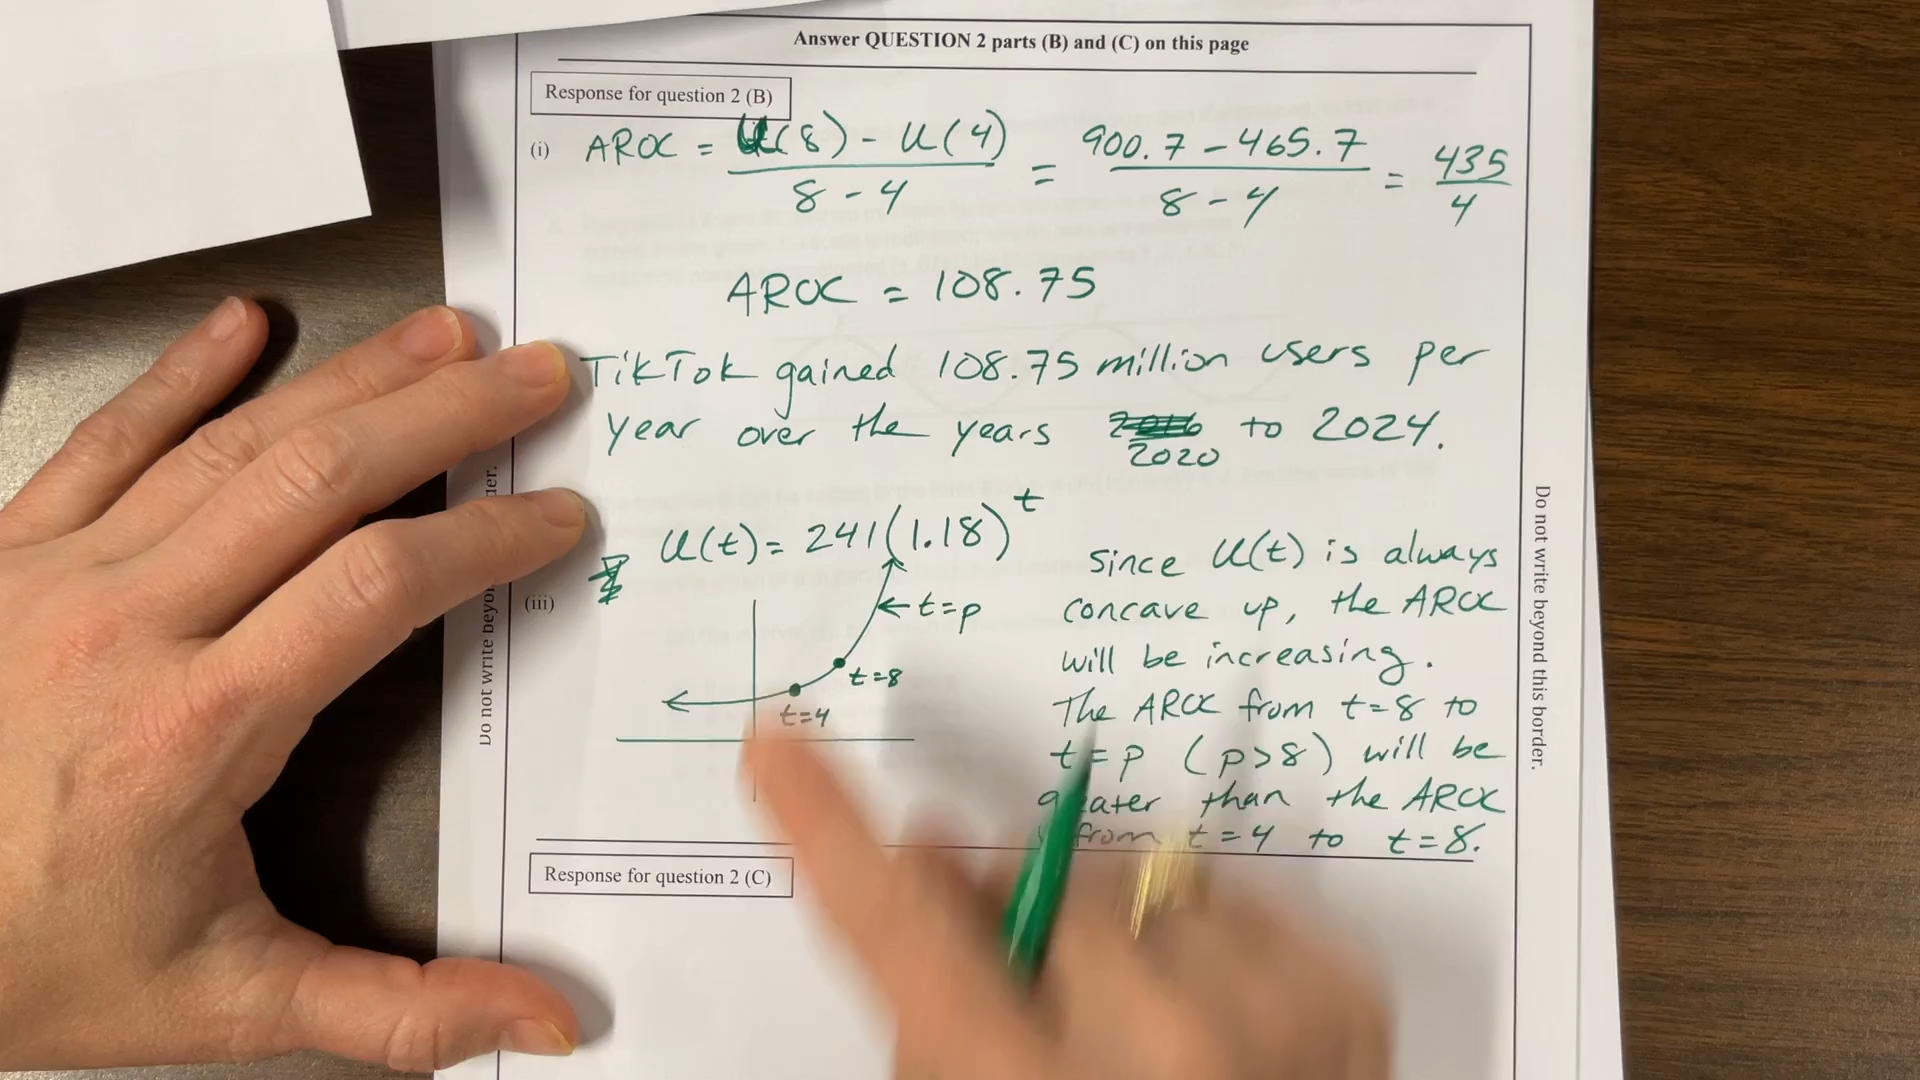 Answer QUESTION 2 parts (B) and (C) on this page
Response for question 2 (B)
(i) AROC = U(8) - U(4) / 8 - 4 = 900.7 - 465.7 / 8 - 4 = 435 / 4
AROC = 108.75
TikTok gained 108.75 million users per
year over the years 2016 to 2024.
2020
U(t) = 241(1.18)^t
(iii)
t=p
t=8
t=4
Since U(t) is always
concave up, the AROC
will be increasing.
The AROC from t=8 to
t=p (p>8) will be
greater than the AROC
from t=4 to t=8.
Response for question 2 (C)
Do not write beyond this border.
Do not write beyo der.